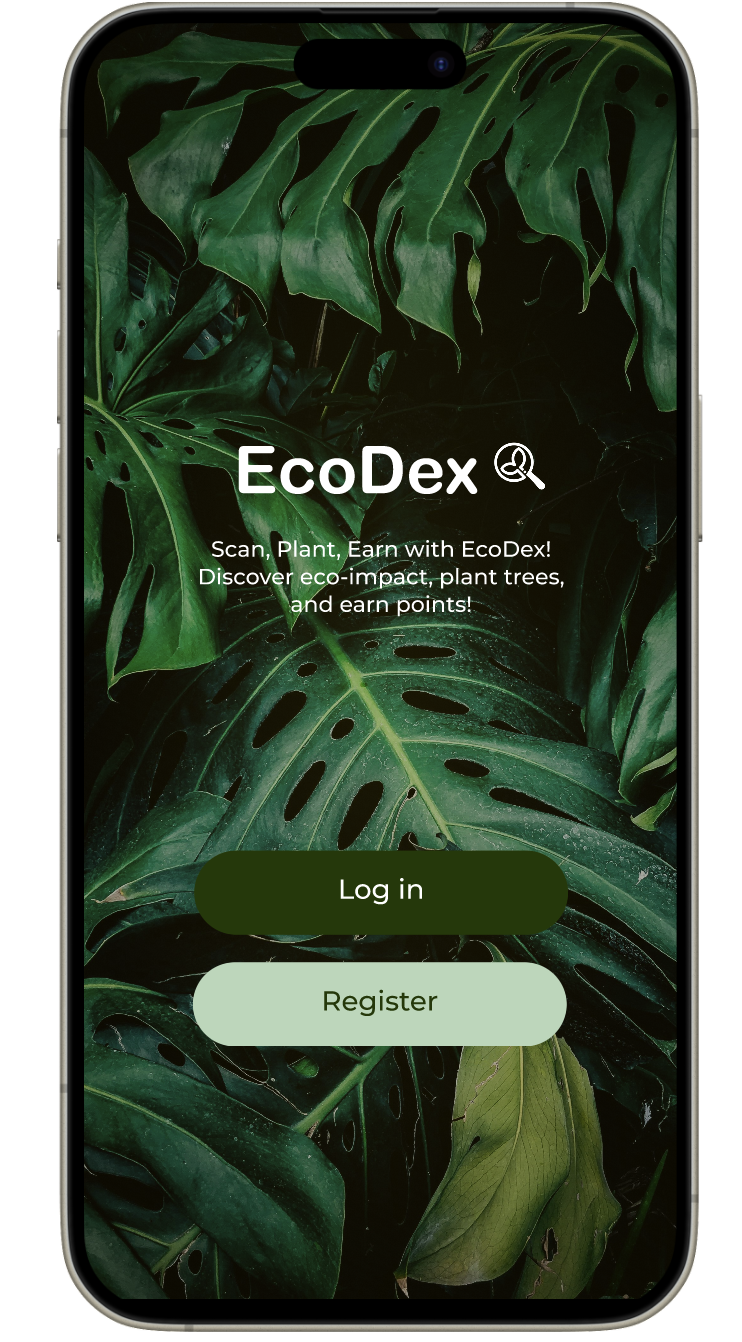 EcoDex
Scan, Plant, Earn with EcoDex!
Discover eco-impact, plant trees,
and earn points!
Log in
Register